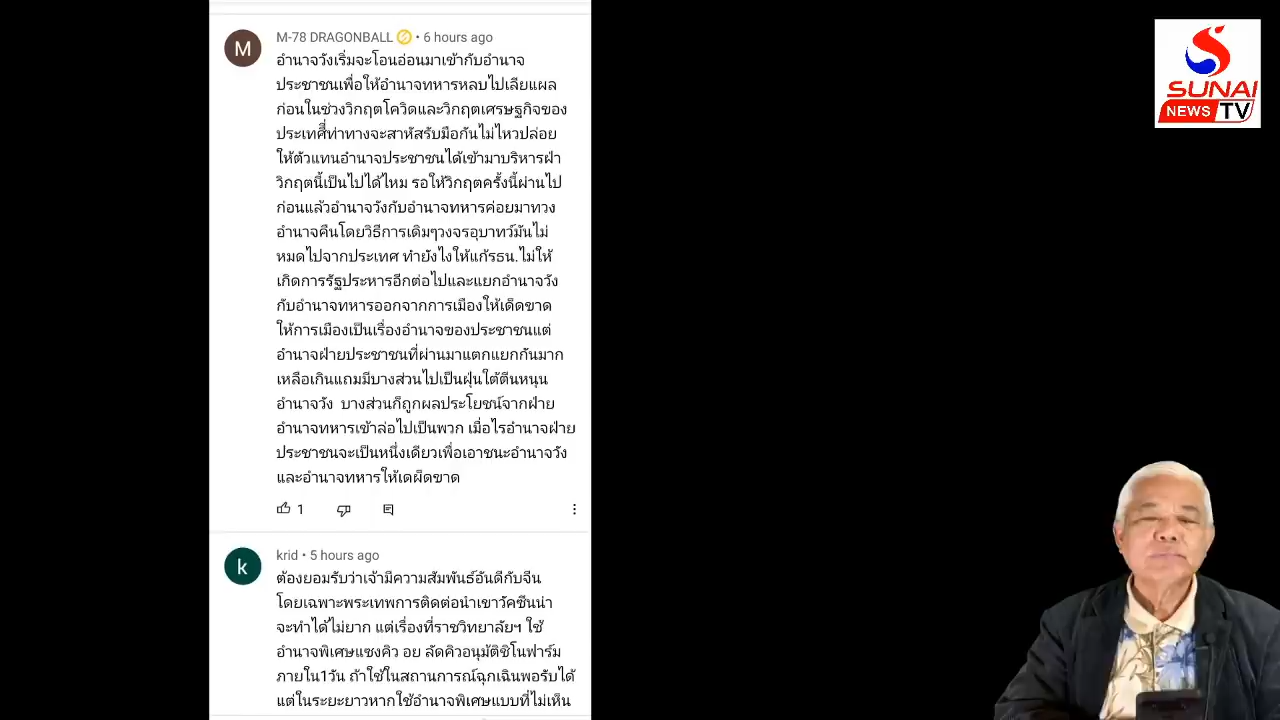 M-78 DRAGONBALL • 6 hours ago
M
อำนาจวังเริ่มจะโอนอ่อนมาเข้ากับอำนาจ
ประชาชนเพื่อให้อำนาจทหารหลบไปเลียแผล
ก่อนในช่วงวิกฤตโควิดและวิกฤตเศรษฐกิจของ
ประเทศี่ท่าทางจะสาหัสรับมือกันไม่ไหวปล่อย
ให้ตัวแทนอำนาจประชาชนได้เข้ามาบริหารฝ่า
วิกฤตนี้เป็นไปได้ไหม รอให้วิกฤตครั้งนี้ผ่านไป
ก่อนแล้วอำนาจวังกับอำนาจทหารค่อยมาทวง
อำนาจคืนโดยวิธีการเดิมๆวงจรอุบาทว์มันไม่
หมดไปจากประเทศ ทำยังไงให้แก้รธน.ไม่ให้
เกิดการรัฐประหารอีกต่อไปและแยกอำนาจวัง
กับอำนาจทหารออกจากการเมืองให้เด็ดขาด
ให้การเมืองเป็นเรื่องอำนาจของประชาชนแต่
อำนาจฝ่ายประชาชนที่ผ่านมาแตกแยกกันมาก
เหลือเกินแถมมีบางส่วนไปเป็นฝุ่นใต้ตีนหนุน
อำนาจวัง บางส่วนก็ถูกผลประโยชน์จากฝ่าย
อำนาจทหารเข้าล่อไปเป็นพวก เมื่อไรอำนาจฝ่าย
ประชาชนจะเป็นหนึ่งเดียวเพื่อเอาชนะอำนาจวัง
และอำนาจทหารให้เดผ็ดขาด
1
krid • 5 hours ago
k
ต้องยอมรับว่าเจ้ามีความสัมพันธ์อันดีกับจีน
โดยเฉพาะพระเทพการติดต่อนำเขาวัคซีนน่า
จะทำได้ไม่ยาก แต่เรื่องที่ราชวิทยาลัยฯ ใช้
อำนาจพิเศษแซงคิว อย ลัดคิวอนุมัติซิโนฟาร์ม
ภายใน1วัน ถ้าใช้ในสถานการณ์ฉุกเฉินพอรับได้
แต่ในระยะยาวหากใช้อำนาจพิเศษแบบที่ไม่เห็น
SUNAI
NEWS TV